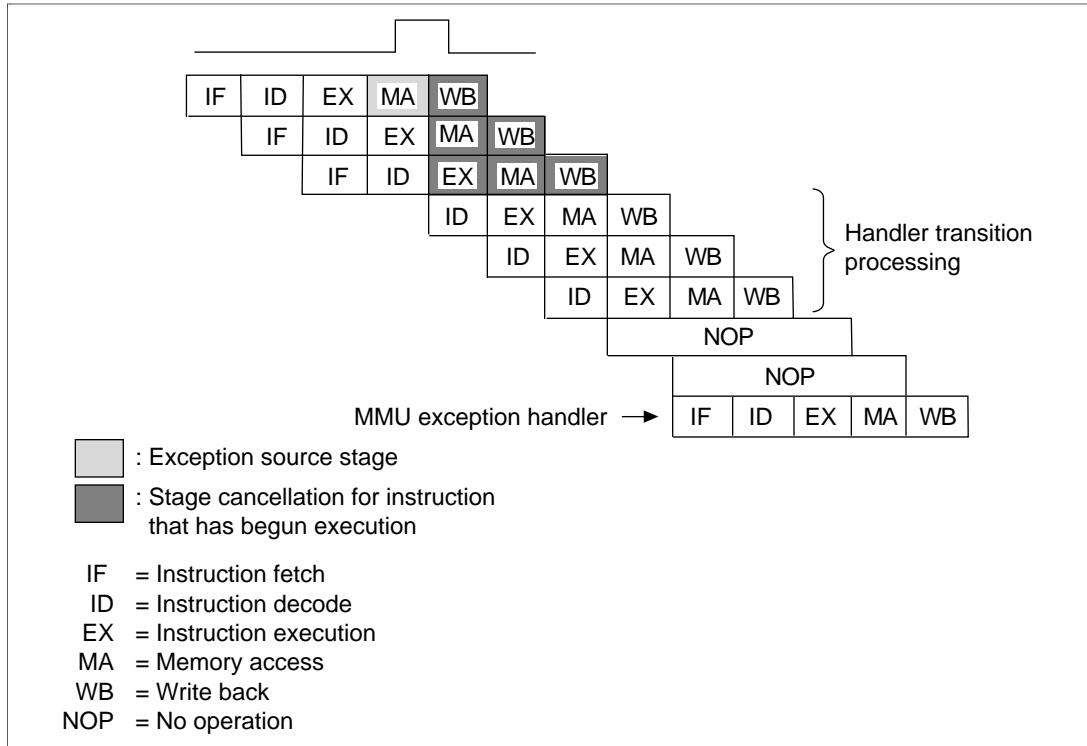 IF ID EX MA WB
IF ID EX MA WB
IF ID EX MA WB
ID EX MA WB
ID EX MA WB
ID EX MA WB
Handler transition
processing
NOP
NOP
MMU exception handler → IF ID EX MA WB
: Exception source stage
: Stage cancellation for instruction
that has begun execution
IF = Instruction fetch
ID = Instruction decode
EX = Instruction execution
MA = Memory access
WB = Write back
NOP = No operation